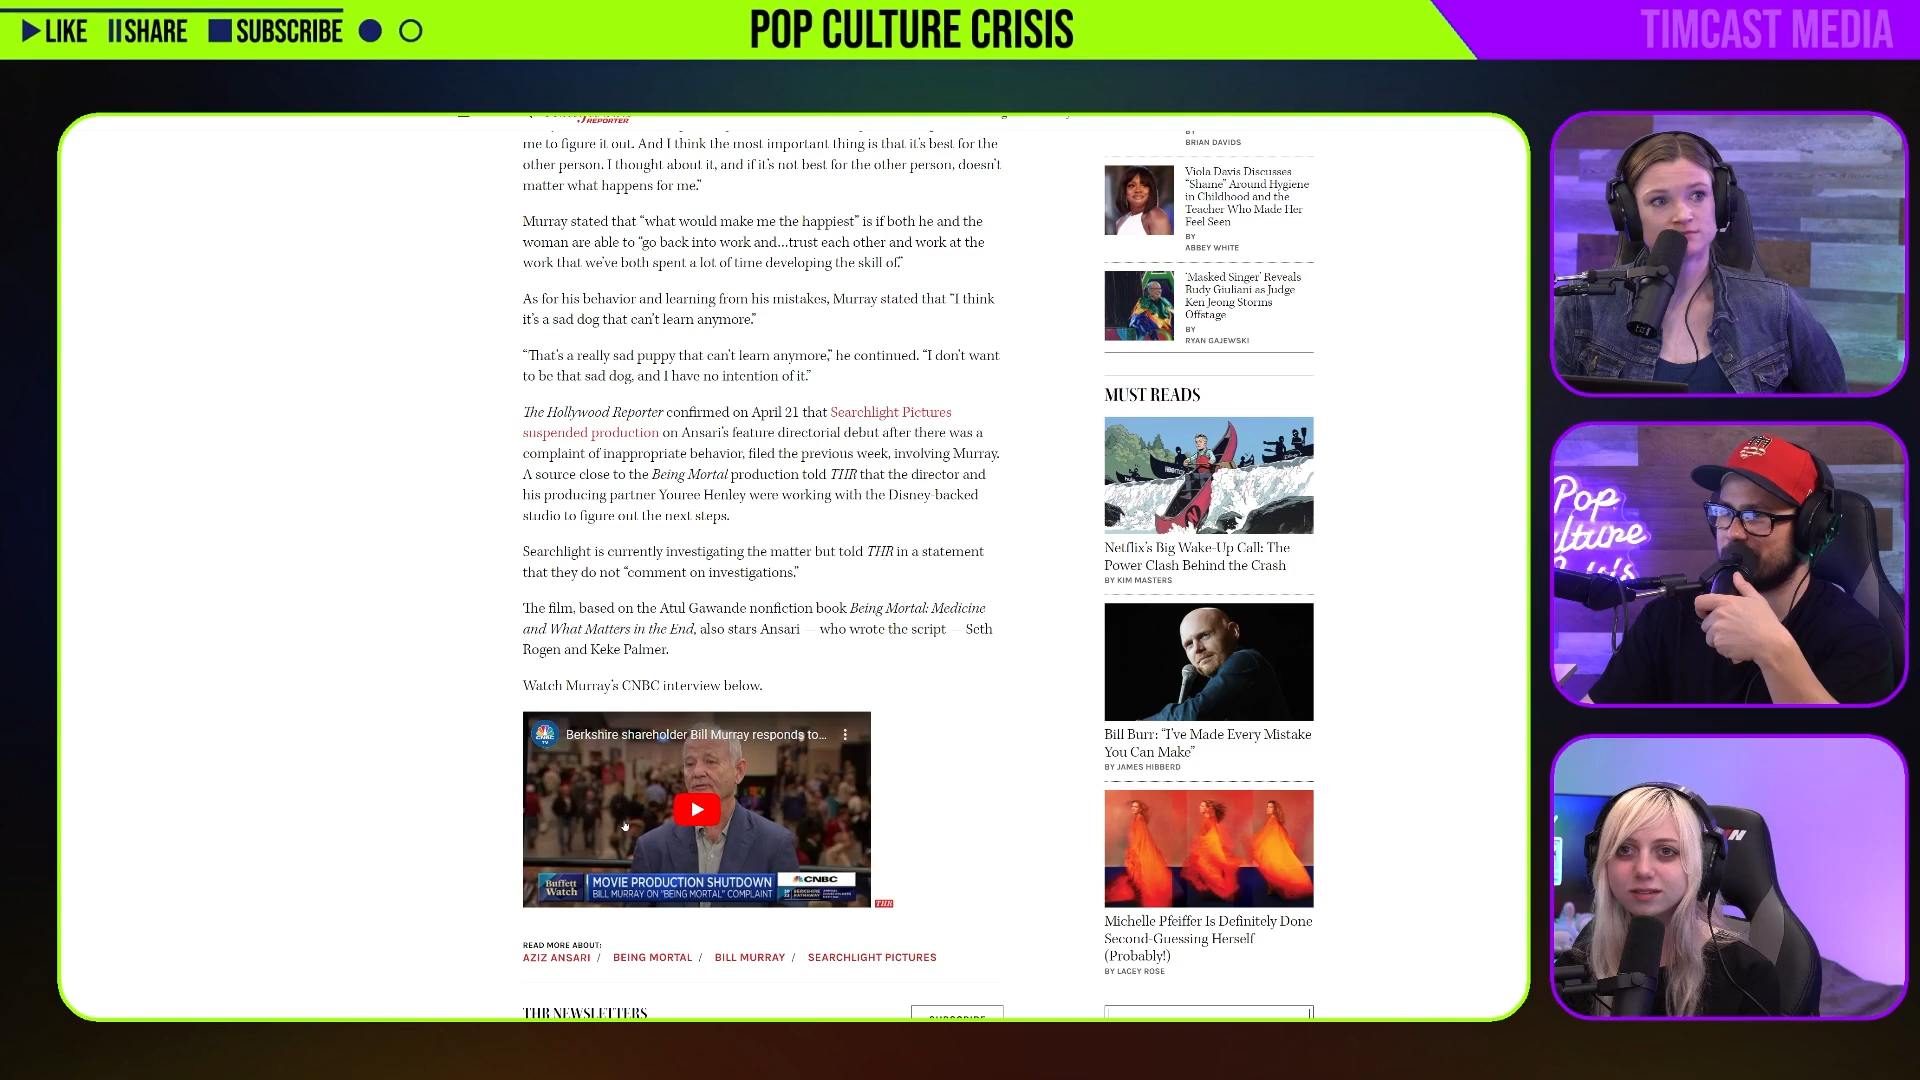 LIKE SHARE SUBSCRIBE
POP CULTURE CRISIS
TIMCAST MEDIA
REPORTER
me to figure it out. And I think the most important thing is that it's best for the
other person. I thought about it, and if it's not best for the other person, doesn't
matter what happens for me.”
Murray stated that “what would make me the happiest” is if both he and the
woman are able to “go back into work and…trust each other and work at the
work that we've both spent a lot of time developing the skill of.”
As for his behavior and learning from his mistakes, Murray stated that “I think
it's a sad dog that can't learn anymore.”
“That's a really sad puppy that can't learn anymore,” he continued. “I don't want
to be that sad dog, and I have no intention of it.”
The Hollywood Reporter confirmed on April 21 that Searchlight Pictures
suspended production on Ansari's feature directorial debut after there was a
complaint of inappropriate behavior, filed the previous week, involving Murray.
A source close to the Being Mortal production told THR that the director and
his producing partner Youree Henley were working with the Disney-backed
studio to figure out the next steps.
Searchlight is currently investigating the matter but told THR in a statement
that they do not “comment on investigations.”
The film, based on the Atul Gawande nonfiction book Being Mortal: Medicine
and What Matters in the End, also stars Ansari — who wrote the script — Seth
Rogen and Keke Palmer.
Watch Murray's CNBC interview below.
Berkshire shareholder Bill Murray responds to...
Buffett
Watch
MOVIE PRODUCTION SHUTDOWN
BILL MURRAY ON "BEING MORTAL" COMPLAINT
CNBC
THR
READ MORE ABOUT:
AZIZ ANSARI / BEING MORTAL / BILL MURRAY / SEARCHLIGHT PICTURES
THR NEWSLETTERS
SUBSCRIBE
BY
BRIAN DAVIDS
Viola Davis Discusses
“Shame” Around Hygiene
in Childhood and the
Teacher Who Made Her
Feel Seen
BY
ABBEY WHITE
‘Masked Singer’ Reveals
Rudy Giuliani as Judge
Ken Jeong Storms
Offstage
BY
RYAN GAJEWSKI
MUST READS
Netflix's Big Wake-Up Call: The
Power Clash Behind the Crash
BY KIM MASTERS
Bill Burr: “I've Made Every Mistake
You Can Make”
BY JAMES HIBBERD
Michelle Pfeiffer Is Definitely Done
Second-Guessing Herself
(Probably!)
BY LACEY ROSE
Pop